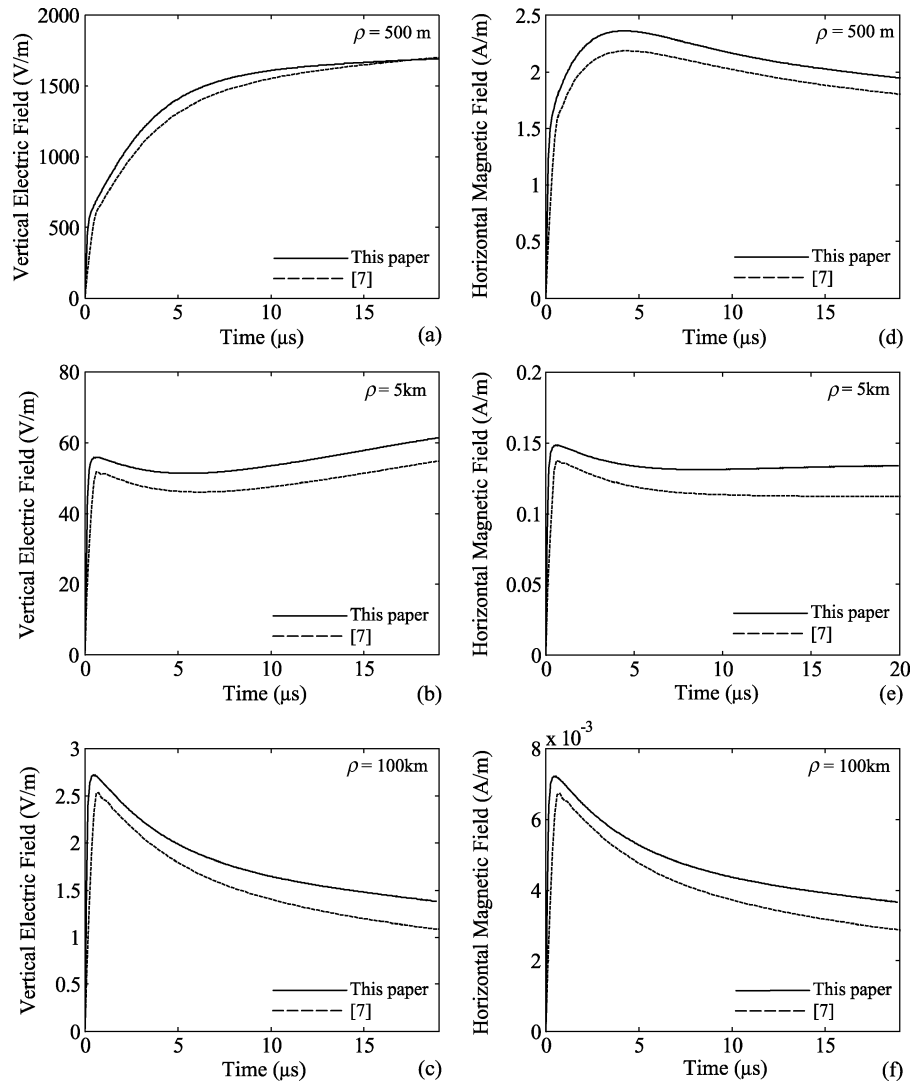 2000
1500
1000
500
0
Vertical Electric Field (V/m)
ρ = 500 m
This paper
[7]
0 5 10 15
Time (μs)
(a)
2.5
2
1.5
1
0.5
0
Horizontal Magnetic Field (A/m)
ρ = 500 m
This paper
[7]
0 5 10 15
Time (μs)
(d)
80
60
40
20
0
Vertical Electric Field (V/m)
ρ = 5km
This paper
[7]
0 5 10 15
Time (μs)
(b)
0.2
0.15
0.1
0.05
0
Horizontal Magnetic Field (A/m)
ρ = 5km
This paper
[7]
0 5 10 15 20
Time (μs)
(e)
3
2.5
2
1.5
1
0.5
0
Vertical Electric Field (V/m)
ρ = 100km
This paper
[7]
0 5 10 15
Time (μs)
(c)
x 10⁻³
8
6
4
2
0
Horizontal Magnetic Field (A/m)
ρ = 100km
This paper
[7]
0 5 10 15
Time (μs)
(f)